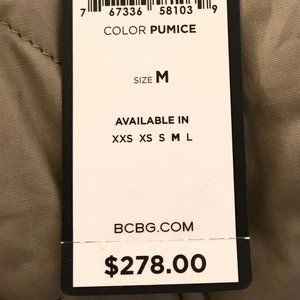 7 67336 58103 9
COLOR PUMICE
SIZE M
AVAILABLE IN
XXS XS S M L
BCBG.COM
$278.00